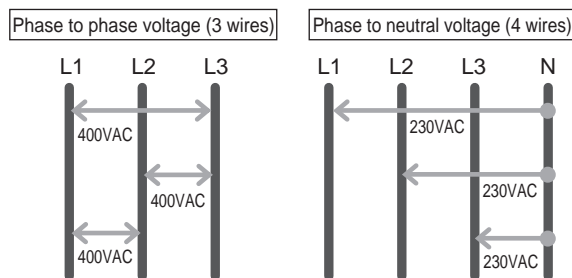 Phase to phase voltage (3 wires)
L1 L2 L3
400VAC
400VAC
400VAC
Phase to neutral voltage (4 wires)
L1 L2 L3 N
230VAC
230VAC
230VAC